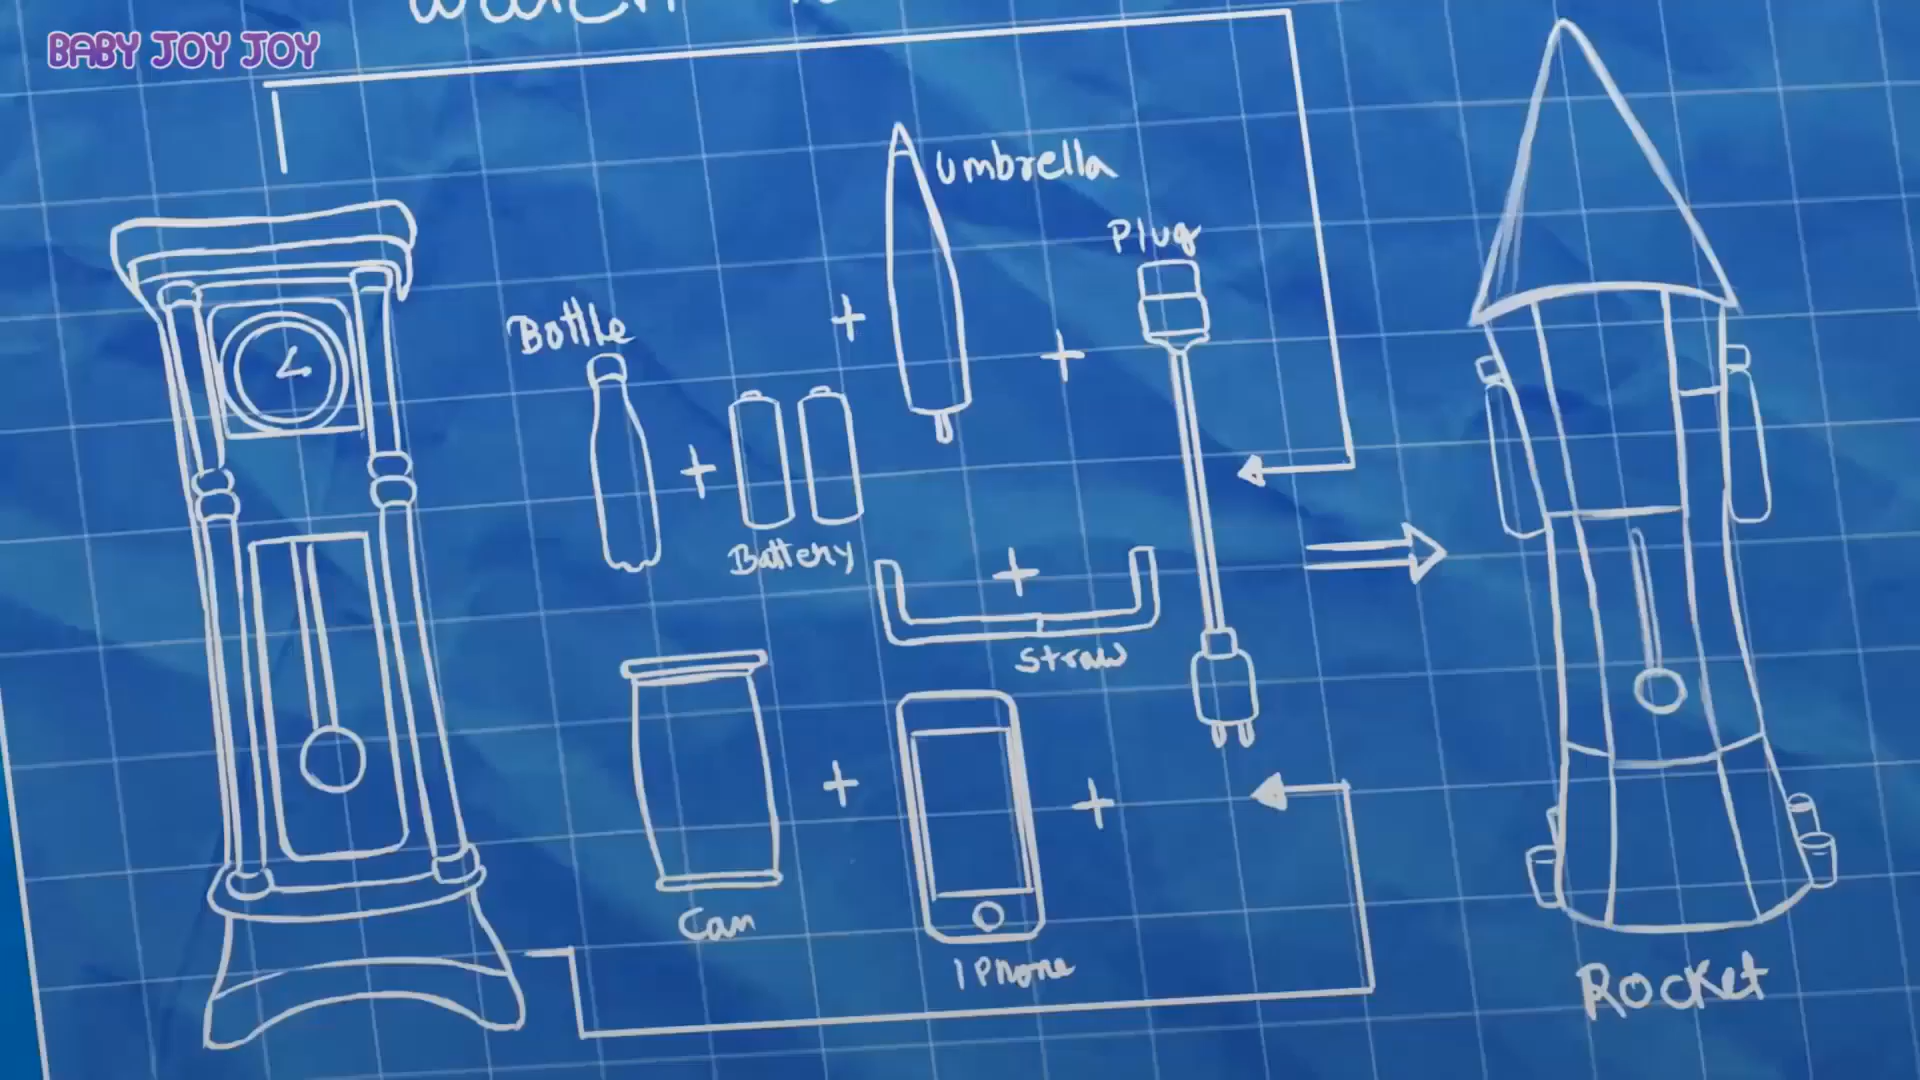 BABY JOY JOY
umbrella
Plug
Bottle
Battery
Straw
Can
IPhone
Rocket